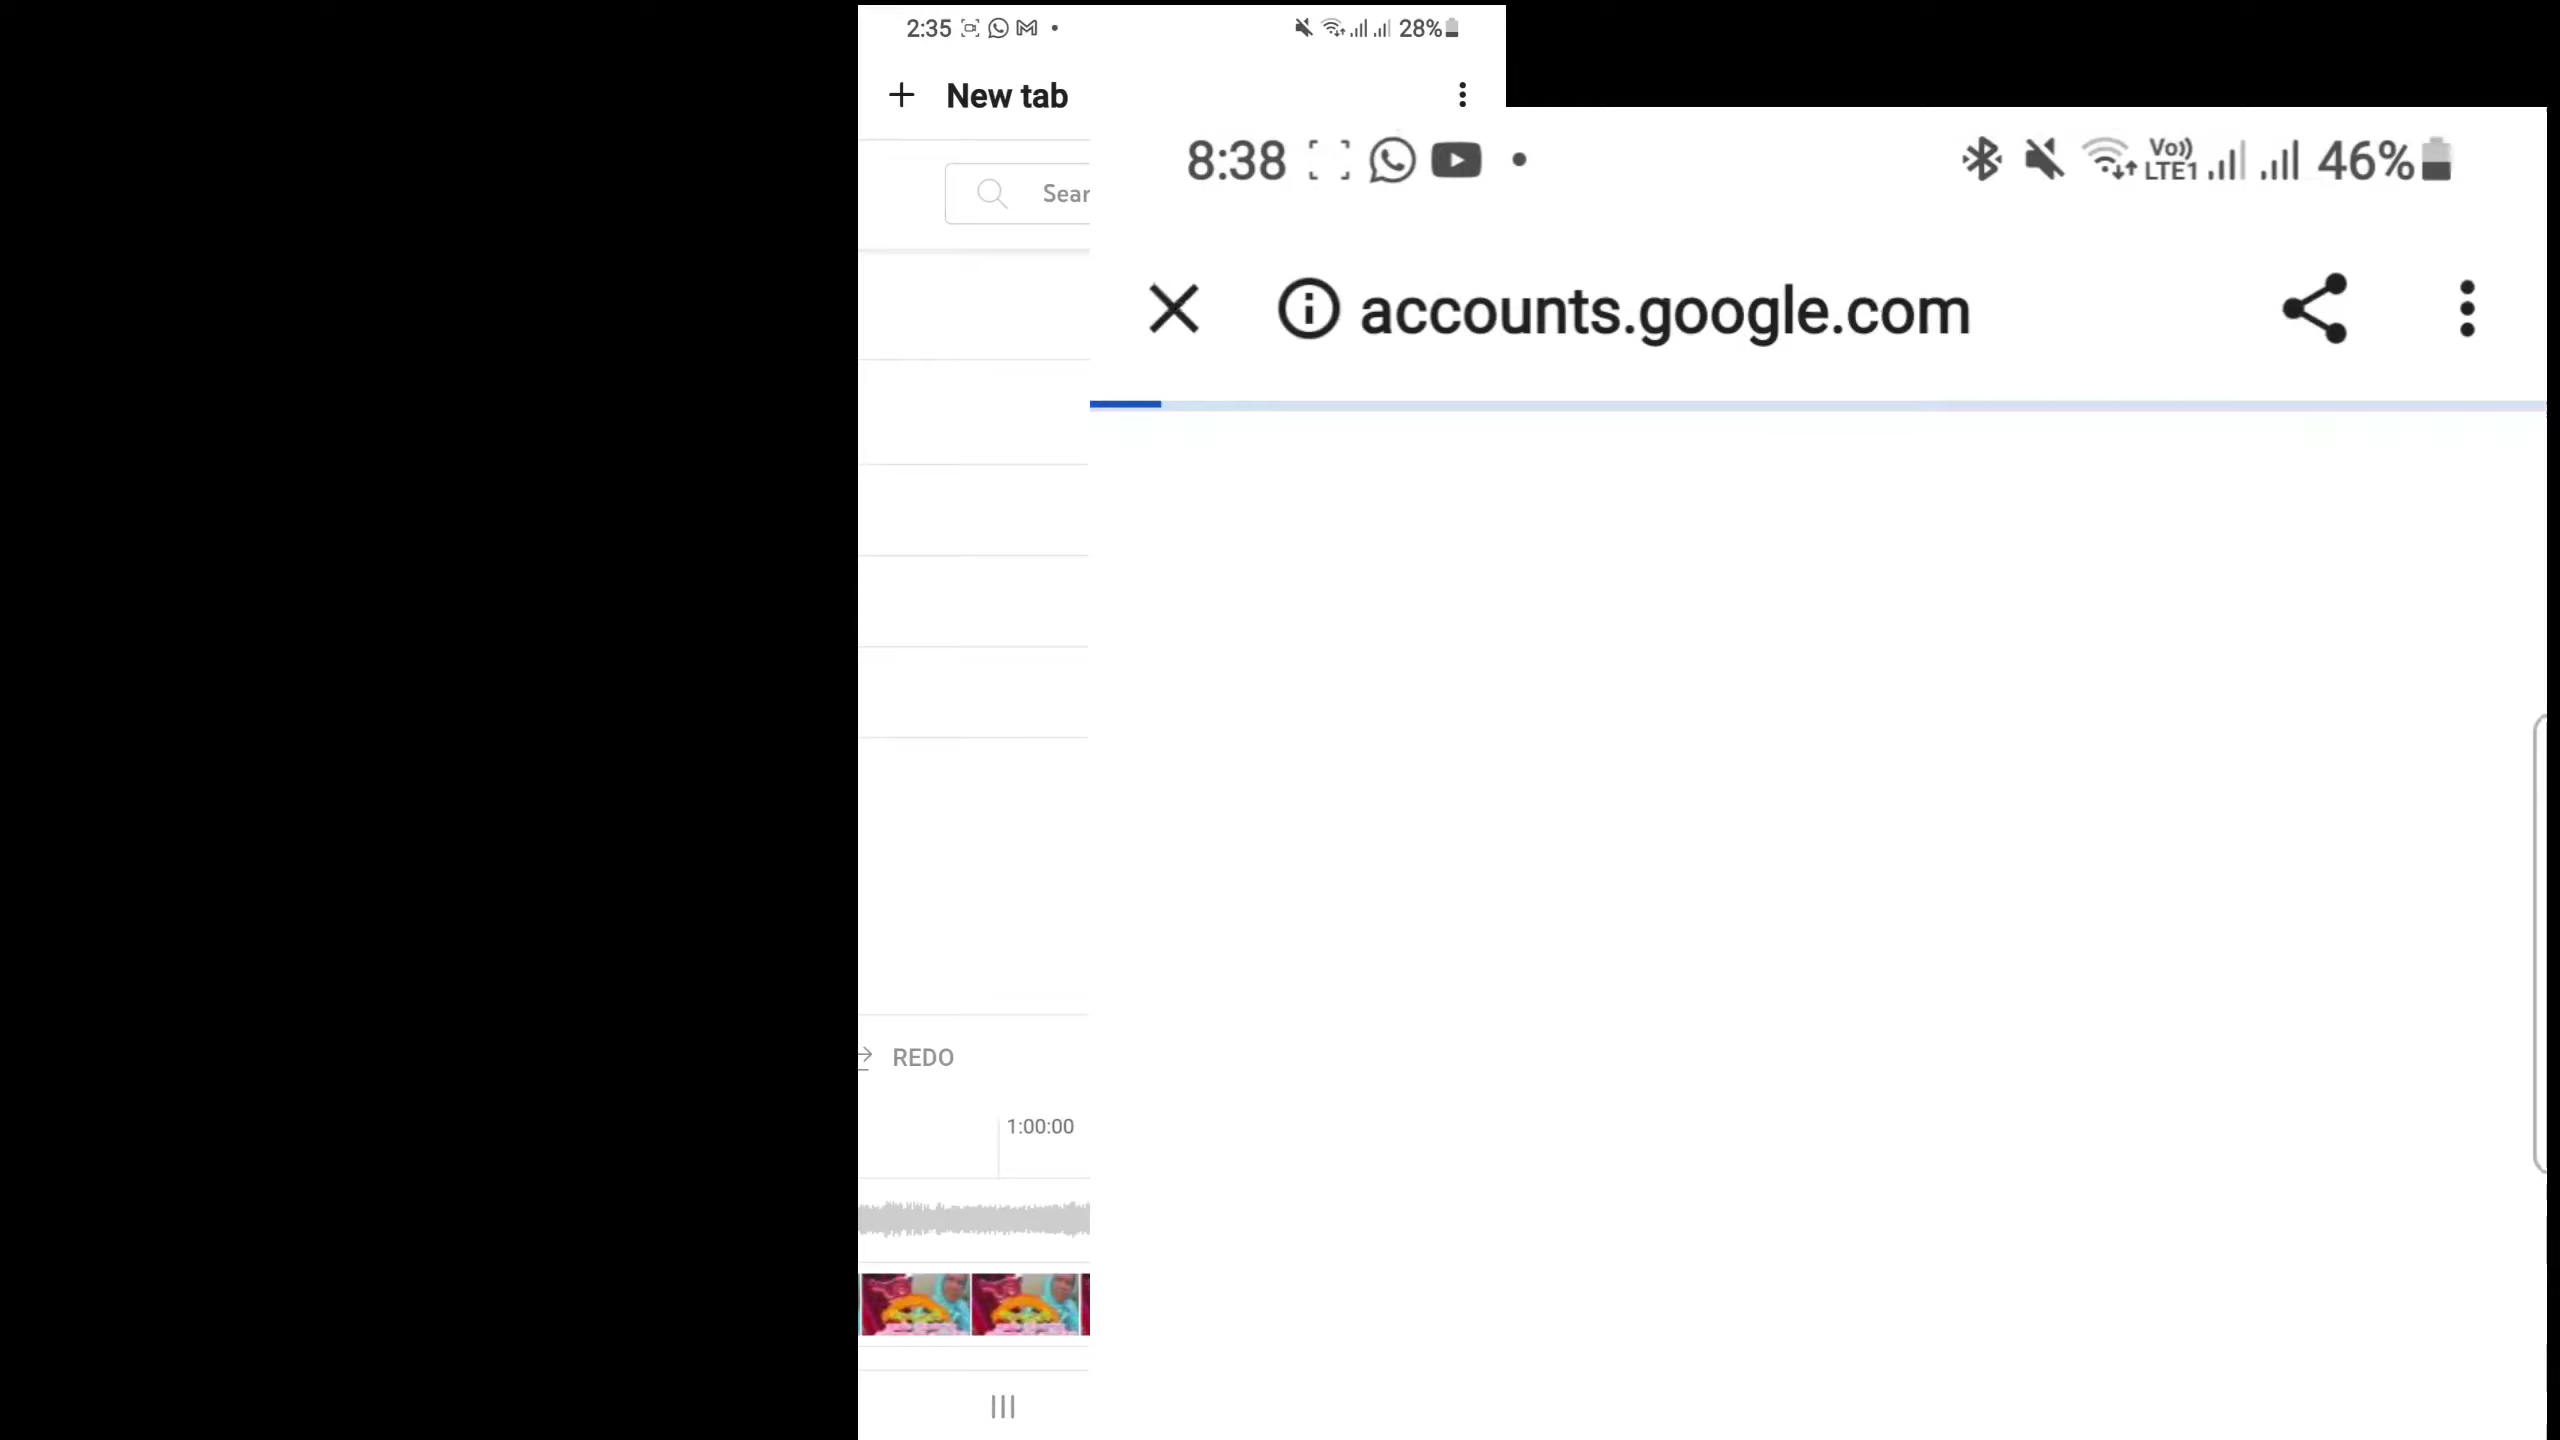 2:35
28%
New tab
Sear
8:38
Vo)) LTE1
46%
accounts.google.com
REDO
1:00:00